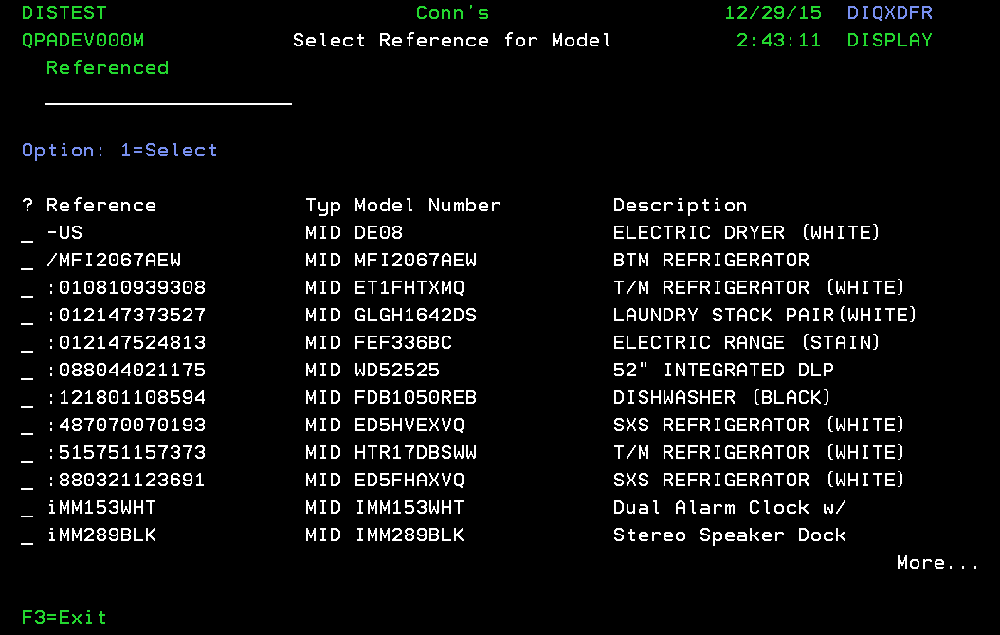 DISTEST Conn's 12/29/15 DIQXDFR
QPADEV000M Select Reference for Model 2:43:11 DISPLAY
Referenced
Option: 1=Select
? Reference Typ Model Number Description
_ -US MID DE08 ELECTRIC DRYER (WHITE)
_ /MFI2067AEW MID MFI2067AEW BTM REFRIGERATOR
_ :010810939308 MID ET1FHTXMQ T/M REFRIGERATOR (WHITE)
_ :012147373527 MID GLGH1642DS LAUNDRY STACK PAIR(WHITE)
_ :012147524813 MID FEF336BC ELECTRIC RANGE (STAIN)
_ :088044021175 MID WD52525 52" INTEGRATED DLP
_ :121801108594 MID FDB1050REB DISHWASHER (BLACK)
_ :487070070193 MID ED5HVEXVQ SXS REFRIGERATOR (WHITE)
_ :515751157373 MID HTR17DBSWW T/M REFRIGERATOR (WHITE)
_ :880321123691 MID ED5FHAXVQ SXS REFRIGERATOR (WHITE)
_ iMM153WHT MID IMM153WHT Dual Alarm Clock w/
_ iMM289BLK MID IMM289BLK Stereo Speaker Dock
More...
F3=Exit